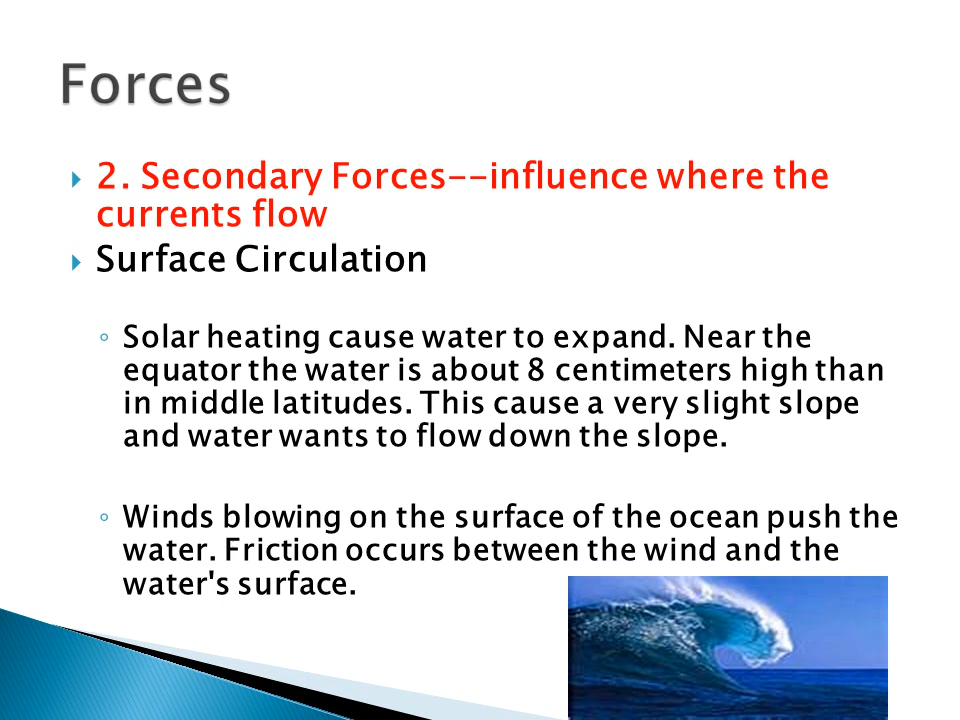 Forces
2. Secondary Forces--influence where the
currents flow
Surface Circulation
Solar heating cause water to expand. Near the
equator the water is about 8 centimeters high than
in middle latitudes. This cause a very slight slope
and water wants to flow down the slope.
Winds blowing on the surface of the ocean push the
water. Friction occurs between the wind and the
water's surface.